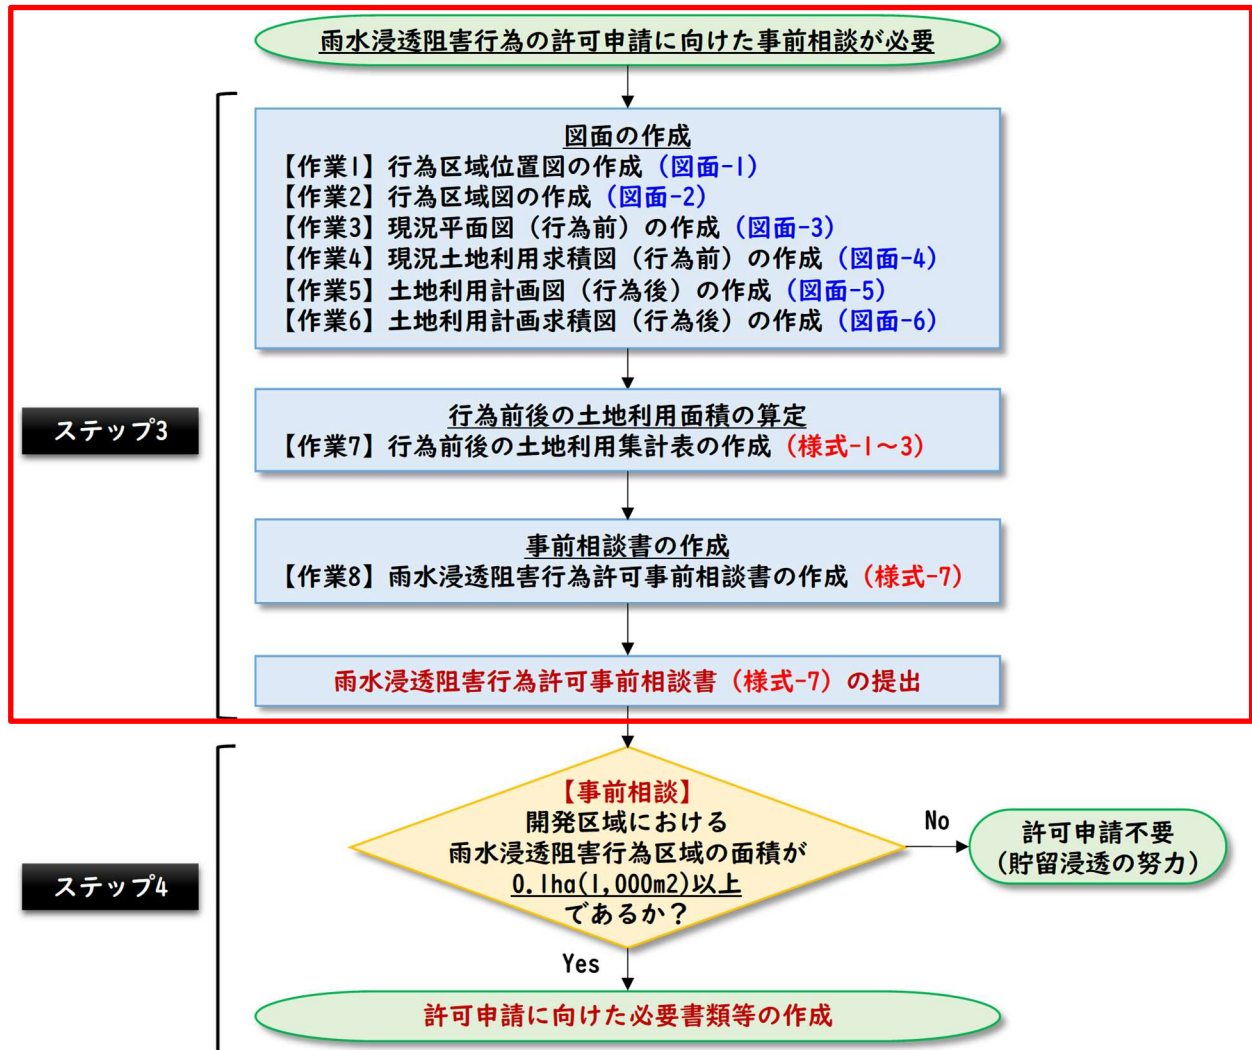 雨水浸透阻害行為の許可申請に向けた事前相談が必要
図面の作成
【作業1】行為区域位置図の作成（図面-1）
【作業2】行為区域図の作成（図面-2）
【作業3】現況平面図（行為前）の作成（図面-3）
【作業4】現況土地利用求積図（行為前）の作成（図面-4）
【作業5】土地利用計画図（行為後）の作成（図面-5）
【作業6】土地利用計画求積図（行為後）の作成（図面-6）
ステップ3
行為前後の土地利用面積の算定
【作業7】行為前後の土地利用集計表の作成（様式-1～3）
事前相談書の作成
【作業8】雨水浸透阻害行為許可事前相談書の作成（様式-7）
雨水浸透阻害行為許可事前相談書（様式-7）の提出
ステップ4
【事前相談】
開発区域における
雨水浸透阻害行為区域の面積が
0.1ha(1,000m2)以上
であるか？
No
許可申請不要
（貯留浸透の努力）
Yes
許可申請に向けた必要書類等の作成